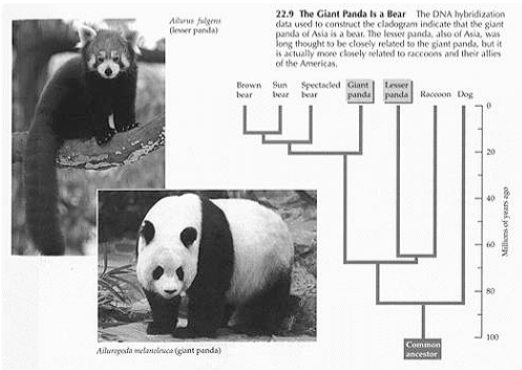 Ailurus fulgens
(lesser panda)
22.9 The Giant Panda Is a Bear The DNA hybridization
data used to construct the cladogram indicate that the giant
panda of Asia is a bear. The lesser panda, also of Asia, was
long thought to be closely related to the giant panda, but it
is actually more closely related to raccoons and their allies
of the Americas.
Brown
bear
Sun
bear
Spectacled
bear
Giant
panda
Lesser
panda
Raccoon
Dog
0
20
40
60
80
100
Millions of years ago
Common
ancestor
Ailuropoda melanoleuca (giant panda)